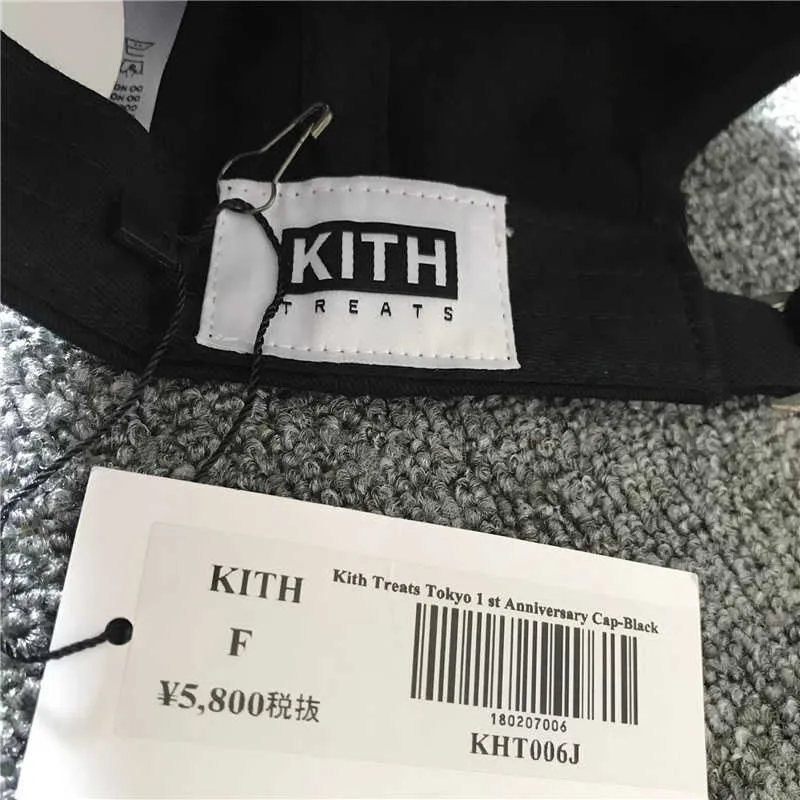 KITH
TREATS
KITH
F
¥5,800税抜
Kith Treats Tokyo 1 st Anniversary Cap-Black
180207006
KHT006J